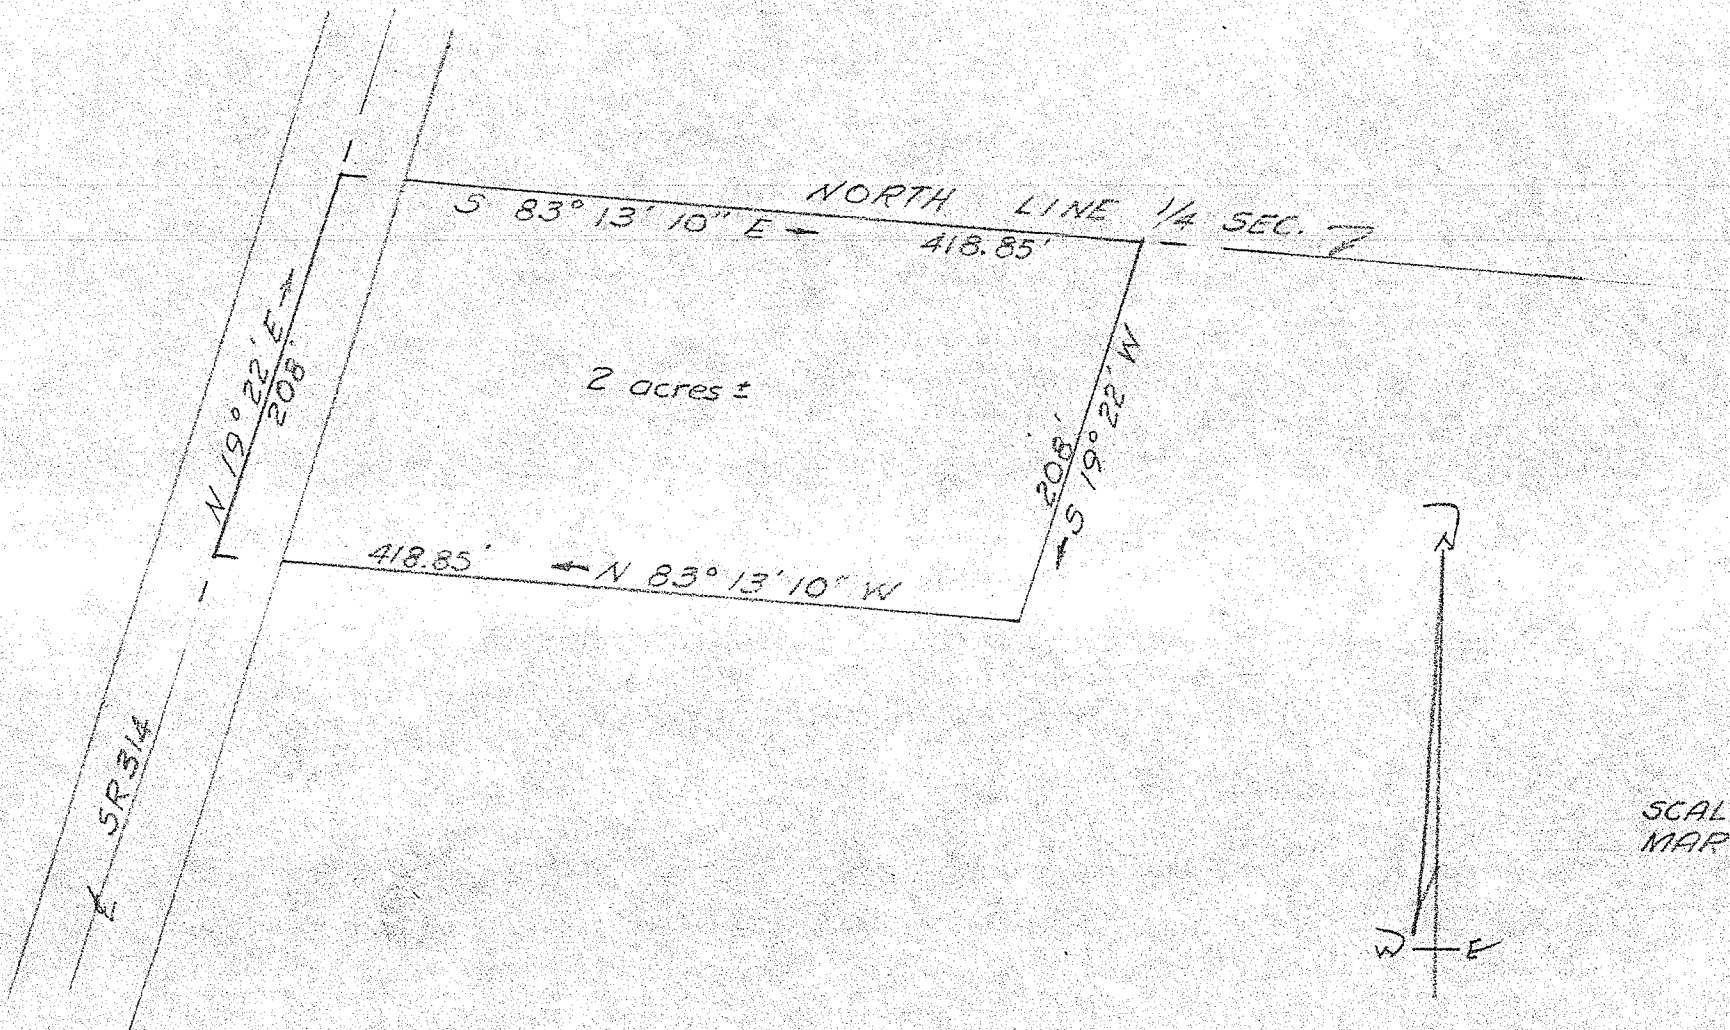 NORTH LINE 1/4 SEC. 7
S 83° 13' 10" E
418.85'
N 19° 22' E
208'
2 acres ±
208'
S 19° 22' W
418.85'
N 83° 13' 10" W
SR 314
℄
W E
SCAL
MAR